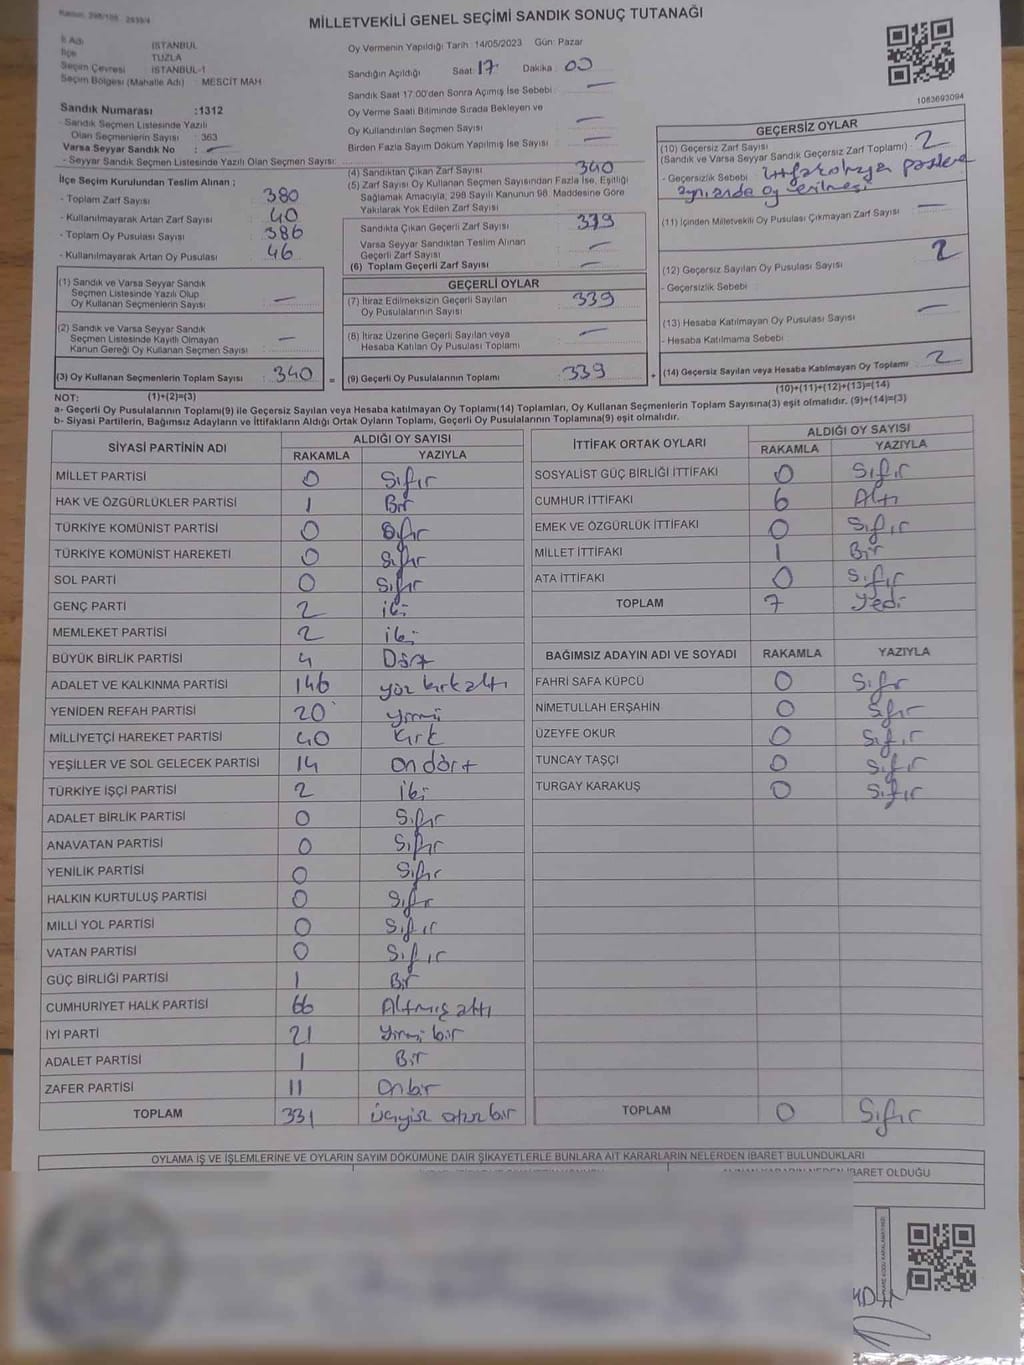 Kanun: 298/105 - 2839/4
MİLLETVEKİLİ GENEL SEÇİMİ SANDIK SONUÇ TUTANAĞI
İl Adı İSTANBUL
İlçe TUZLA
Seçim Çevresi İSTANBUL-1
Seçim Bölgesi (Mahalle Adı) : MESCİT MAH
Sandık Numarası :1312
- Sandık Seçmen Listesinde Yazılı
Olan Seçmenlerin Sayısı : 363
Varsa Seyyar Sandık No : —
- Seyyar Sandık Seçmen Listesinde Yazılı Olan Seçmen Sayısı:
Oy Vermenin Yapıldığı Tarih :14/05/2023 Gün: Pazar
Sandığın Açıldığı Saat: 17 Dakika : 00
Sandık Saat 17:00'den Sonra Açılmış İse Sebebi : —
Oy Verme Saati Bitiminde Sırada Bekleyen ve
Oy Kullandırılan Seçmen Sayısı —
Birden Fazla Sayım Döküm Yapılmış İse Sayısı : —
1083693094
İlçe Seçim Kurulundan Teslim Alınan ;
- Toplam Zarf Sayısı : 380
- Kullanılmayarak Artan Zarf Sayısı : 40
- Toplam Oy Pusulası Sayısı : 386
- Kullanılmayarak Artan Oy Pusulası : 46
(4) Sandıktan Çıkan Zarf Sayısı : 340
(5) Zarf Sayısı Oy Kullanan Seçmen Sayısından Fazla İse, Eşitliği
Sağlamak Amacıyla, 298 Sayılı Kanunun 98. Maddesine Göre
Yakılarak Yok Edilen Zarf Sayısı
Sandıkta Çıkan Geçerli Zarf Sayısı : 339
Varsa Seyyar Sandıktan Teslim Alınan
Geçerli Zarf Sayısı : —
(6) Toplam Geçerli Zarf Sayısı : —
GEÇERSİZ OYLAR
(10) Geçersiz Zarf Sayısı
(Sandık ve Varsa Seyyar Sandık Geçersiz Zarf Toplamı) : 2
- Geçersizlik Sebebi :
aynı anda oy verilmesi
(11) İçinden Milletvekili Oy Pusulası Çıkmayan Zarf Sayısı : —
(12) Geçersiz Sayılan Oy Pusulası Sayısı : 2
- Geçersizlik Sebebi :
(13) Hesaba Katılmayan Oy Pusulası Sayısı : —
- Hesaba Katılmama Sebebi
(14) Geçersiz Sayılan veya Hesaba Katılmayan Oy Toplamı : 2
(10)+(11)+(12)+(13)=(14)
(1) Sandık ve Varsa Seyyar Sandık
Seçmen Listesinde Yazılı Olup
Oy Kullanan Seçmenlerin Sayısı : —
(2) Sandık ve Varsa Seyyar Sandık
Seçmen Listesinde Kayıtlı Olmayan
Kanun Gereği Oy Kullanan Seçmen Sayısı : —
(3) Oy Kullanan Seçmenlerin Toplam Sayısı : 340 =
GEÇERLİ OYLAR
(7) İtiraz Edilmeksizin Geçerli Sayılan
Oy Pusulalarının Sayısı : 339
(8) İtiraz Üzerine Geçerli Sayılan veya
Hesaba Katılan Oy Pusulası Toplamı : —
(9) Geçerli Oy Pusulalarının Toplamı : 339 +
NOT: (1)+(2)=(3)
a- Geçerli Oy Pusulalarının Toplamı(9) ile Geçersiz Sayılan veya Hesaba katılmayan Oy Toplamı(14) Toplamları, Oy Kullanan Seçmenlerin Toplam Sayısına(3) eşit olmalıdır. (9)+(14)=(3)
b- Siyasi Partilerin, Bağımsız Adayların ve İttifakların Aldığı Ortak Oyların Toplamı, Geçerli Oy Pusulalarının Toplamına(9) eşit olmalıdır.
SİYASİ PARTİNİN ADI ALDIĞI OY SAYISI
RAKAMLA YAZIYLA
MİLLET PARTİSİ 0 Sıfır
HAK VE ÖZGÜRLÜKLER PARTİSİ 1 Bir
TÜRKİYE KOMÜNİST PARTİSİ 0 Sıfır
TÜRKİYE KOMÜNİST HAREKETİ 0 Sıfır
SOL PARTİ 0 Sıfır
GENÇ PARTİ 2 iki
MEMLEKET PARTİSİ 2 iki
BÜYÜK BİRLİK PARTİSİ 4 Dört
ADALET VE KALKINMA PARTİSİ 146 yüz kırk altı
YENİDEN REFAH PARTİSİ 20 yirmi
MİLLİYETÇİ HAREKET PARTİSİ 40 Kırk
YEŞİLLER VE SOL GELECEK PARTİSİ 14 on dört
TÜRKİYE İŞÇİ PARTİSİ 2 İki
ADALET BİRLİK PARTİSİ 0 Sıfır
ANAVATAN PARTİSİ 0 Sıfır
YENİLİK PARTİSİ 0 Sıfır
HALKIN KURTULUŞ PARTİSİ 0 Sıfır
MİLLİ YOL PARTİSİ 0 Sıfır
VATAN PARTİSİ 0 Sıfır
GÜÇ BİRLİĞİ PARTİSİ 1 Bir
CUMHURİYET HALK PARTİSİ 66 Altmış altı
İYİ PARTİ 21 yirmi bir
ADALET PARTİSİ 1 Bir
ZAFER PARTİSİ 11 Onbir
TOPLAM 331 üçyüz otuz bir
İTTİFAK ORTAK OYLARI ALDIĞI OY SAYISI
RAKAMLA YAZIYLA
SOSYALİST GÜÇ BİRLİĞİ İTTİFAKI 0 Sıfır
CUMHUR İTTİFAKI 6 Altı
EMEK VE ÖZGÜRLÜK İTTİFAKI 0 Sıfır
MİLLET İTTİFAKI 1 Bir
ATA İTTİFAKI 0 Sıfır
TOPLAM 7 Yedi
BAĞIMSIZ ADAYIN ADI VE SOYADI RAKAMLA YAZIYLA
FAHRİ SAFA KÜPCÜ 0 Sıfır
NİMETULLAH ERŞAHİN 0 Sıfır
ÜZEYFE OKUR 0 Sıfır
TUNCAY TAŞÇI 0 Sıfır
TURGAY KARAKUŞ 0 Sıfır
TOPLAM 0 Sıfır
OYLAMA İŞ VE İŞLEMLERİNE VE OYLARIN SAYIM DÖKÜMÜNE DAİR ŞİKAYETLERLE BUNLARA AİT KARARLARIN NELERDEN İBARET BULUNDUKLARI
ALINAN KARARIN NEDEN İBARET OLDUĞU